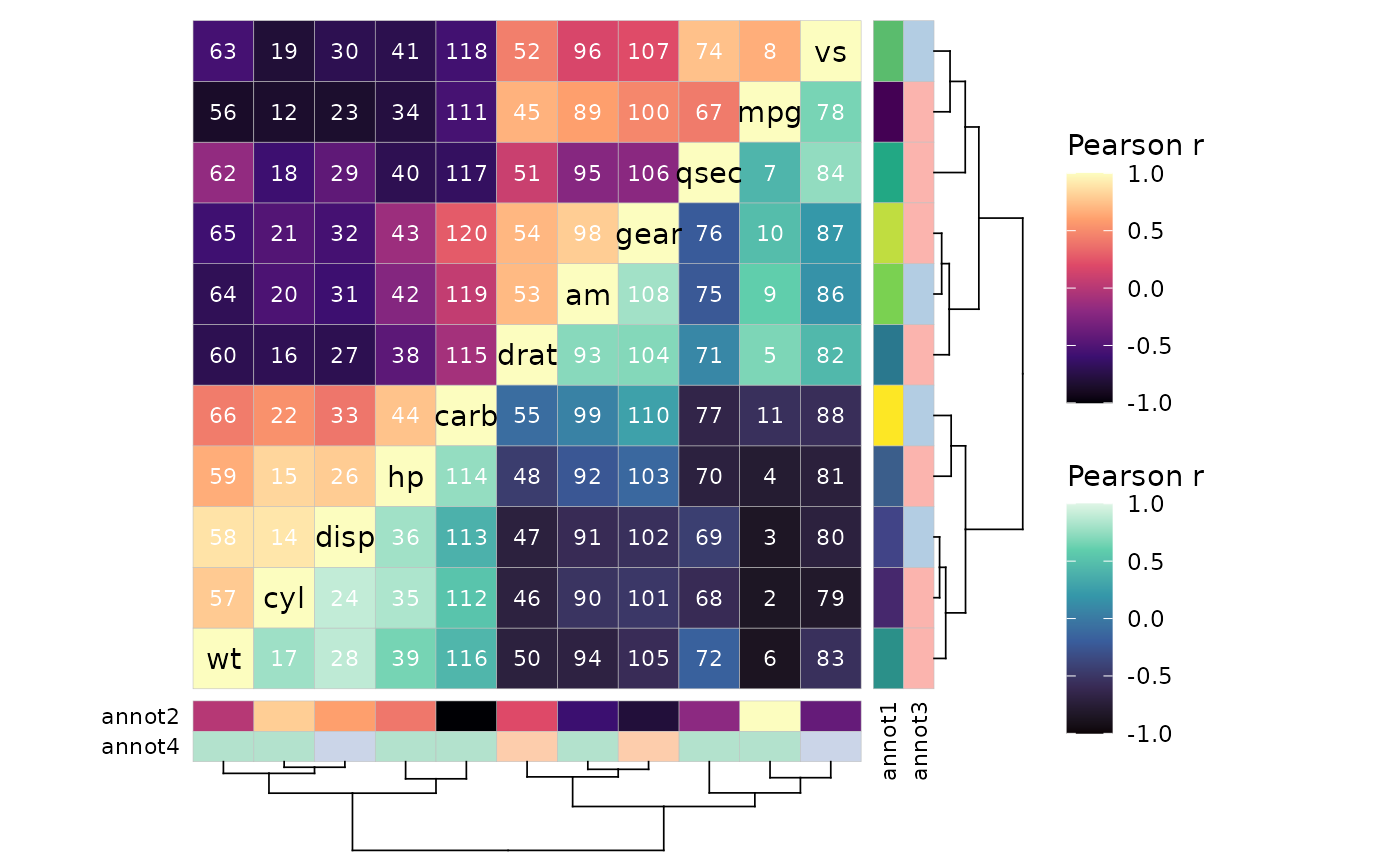 63 19 30 41 118 52 96 107 74 8 vs
56 12 23 34 111 45 89 100 67 mpg 78
62 18 29 40 117 51 95 106 qsec 7 84
65 21 32 43 120 54 98 gear 76 10 87
64 20 31 42 119 53 am 108 75 9 86
60 16 27 38 115 drat 93 104 71 5 82
66 22 33 44 carb 55 99 110 77 11 88
59 15 26 hp 114 48 92 103 70 4 81
58 14 disp 36 113 47 91 102 69 3 80
57 cyl 24 35 112 46 90 101 68 2 79
wt 17 28 39 116 50 94 105 72 6 83
annot2
annot4
annot1
annot3
Pearson r
1.0
0.5
0.0
-0.5
-1.0
Pearson r
1.0
0.5
0.0
-0.5
-1.0